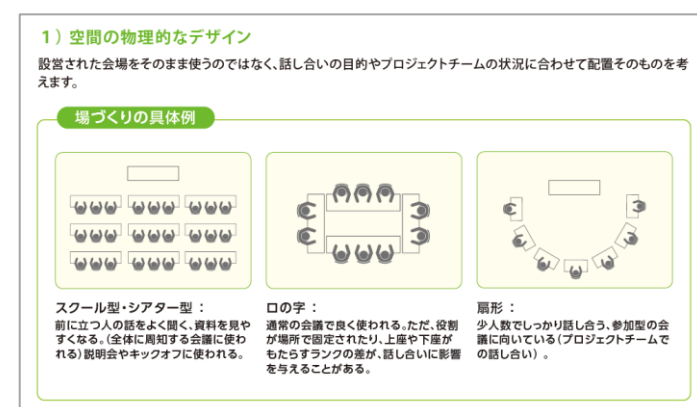 1）空間の物理的なデザイン
設営された会場をそのまま使うのではなく、話し合いの目的やプロジェクトチームの状況に合わせて配置そのものを考
えます。
場づくりの具体例
スクール型・シアター型：
前に立つ人の話をよく聞く、資料を見や
すくなる。（全体に周知する会議に使わ
れる）説明会やキックオフに使われる。
ロの字：
通常の会議で良く使われる。ただ、役割
が場所で固定されたり、上座や下座が
もたらすランクの差が、話し合いに影響
を与えることがある。
扇形：
少人数でしっかり話し合う、参加型の会
議に向いている（プロジェクトチームで
の話し合い）。